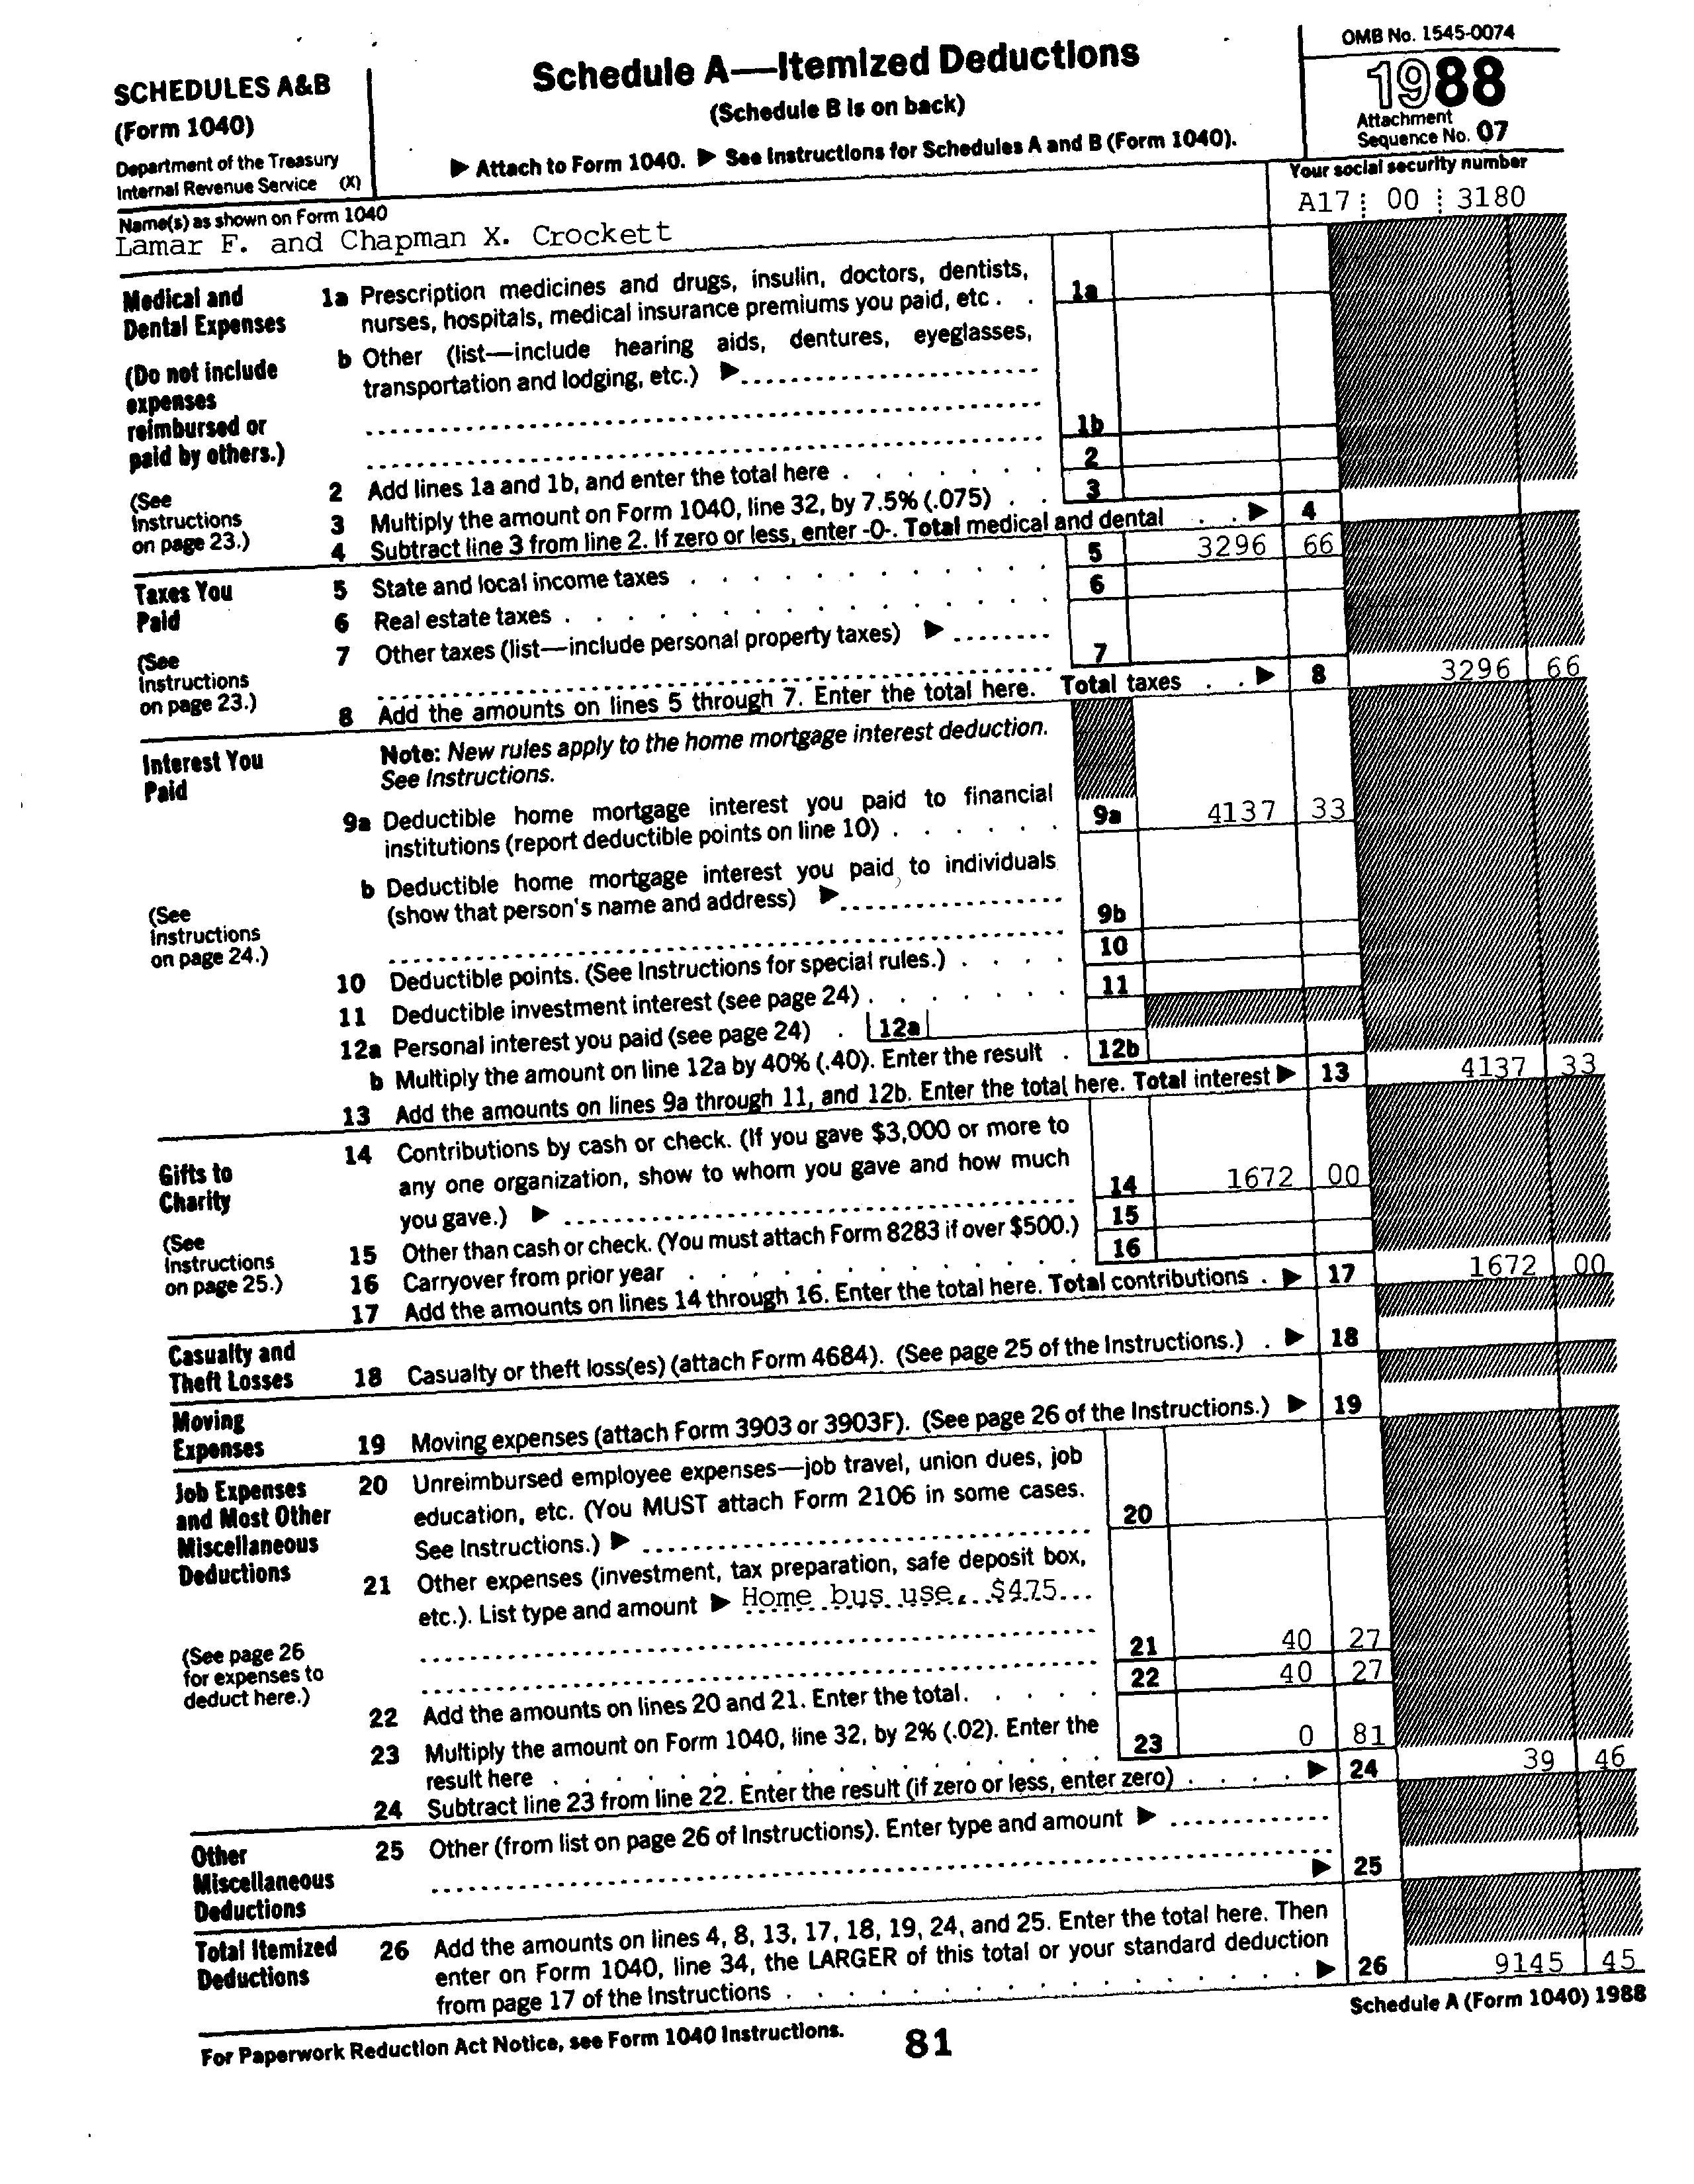 SCHEDULES A&B
(Form 1040)
Department of the Treasury
Internal Revenue Service (X)
Schedule A—Itemized Deductions
(Schedule B is on back)
▶ Attach to Form 1040. ▶ See Instructions for Schedules A and B (Form 1040).
OMB No. 1545-0074
1988
Attachment
Sequence No. 07
Name(s) as shown on Form 1040
Lamar F. and Chapman X. Crockett
Your social security number
A17 00 3180
Medical and
Dental Expenses
(Do not include
expenses
reimbursed or
paid by others.)
(See
Instructions
on page 23.)
1a Prescription medicines and drugs, insulin, doctors, dentists,
nurses, hospitals, medical insurance premiums you paid, etc . . 1a
b Other (list—include hearing aids, dentures, eyeglasses,
transportation and lodging, etc.) ▶
1b
2 Add lines 1a and 1b, and enter the total here . . . . . . . 2
3 Multiply the amount on Form 1040, line 32, by 7.5% (.075) . . 3
4 Subtract line 3 from line 2. If zero or less, enter -0-. Total medical and dental . . ▶ 4
Taxes You
Paid
(See
Instructions
on page 23.)
5 State and local income taxes . . . . . . . . . . . . 5 3296 66
6 Real estate taxes . . . . . . . . . . . . . . . 6
7 Other taxes (list—include personal property taxes) ▶
7
8 Add the amounts on lines 5 through 7. Enter the total here. Total taxes . . ▶ 8 3296 66
Interest You
Paid
(See
Instructions
on page 24.)
Note: New rules apply to the home mortgage interest deduction.
See Instructions.
9a Deductible home mortgage interest you paid to financial
institutions (report deductible points on line 10) . . . . . . 9a 4137 33
b Deductible home mortgage interest you paid to individuals
(show that person's name and address) ▶
9b
10 Deductible points. (See Instructions for special rules.) . . . . 10
11 Deductible investment interest (see page 24) . . . . . . . 11
12a Personal interest you paid (see page 24) . 12a
b Multiply the amount on line 12a by 40% (.40). Enter the result . 12b
13 Add the amounts on lines 9a through 11, and 12b. Enter the total here. Total interest ▶ 13 4137 33
Gifts to
Charity
(See
Instructions
on page 25.)
14 Contributions by cash or check. (If you gave $3,000 or more to
any one organization, show to whom you gave and how much
you gave.) ▶ 14 1672 00
15 Other than cash or check. (You must attach Form 8283 if over $500.) 15
16 Carryover from prior year . . . . . . . . . . . . 16
17 Add the amounts on lines 14 through 16. Enter the total here. Total contributions . ▶ 17 1672 00
Casualty and
Theft Losses
18 Casualty or theft loss(es) (attach Form 4684). (See page 25 of the Instructions.) . ▶ 18
Moving
Expenses
19 Moving expenses (attach Form 3903 or 3903F). (See page 26 of the Instructions.) ▶ 19
Job Expenses
and Most Other
Miscellaneous
Deductions
(See page 26
for expenses to
deduct here.)
20 Unreimbursed employee expenses—job travel, union dues, job
education, etc. (You MUST attach Form 2106 in some cases.
See Instructions.) ▶ 20
21 Other expenses (investment, tax preparation, safe deposit box,
etc.). List type and amount ▶ Home bus use, $475
21 40 27
22 Add the amounts on lines 20 and 21. Enter the total. . . . . 22 40 27
23 Multiply the amount on Form 1040, line 32, by 2% (.02). Enter the
result here . . . . . . . . . . . . . . . 23 0 81
24 Subtract line 23 from line 22. Enter the result (if zero or less, enter zero) . . . . ▶ 24 39 46
Other
Miscellaneous
Deductions
25 Other (from list on page 26 of Instructions). Enter type and amount ▶
▶ 25
Total Itemized
Deductions
26 Add the amounts on lines 4, 8, 13, 17, 18, 19, 24, and 25. Enter the total here. Then
enter on Form 1040, line 34, the LARGER of this total or your standard deduction
from page 17 of the Instructions . . . . . . . . . . . . ▶ 26 9145 45
For Paperwork Reduction Act Notice, see Form 1040 Instructions.
81
Schedule A (Form 1040) 1988